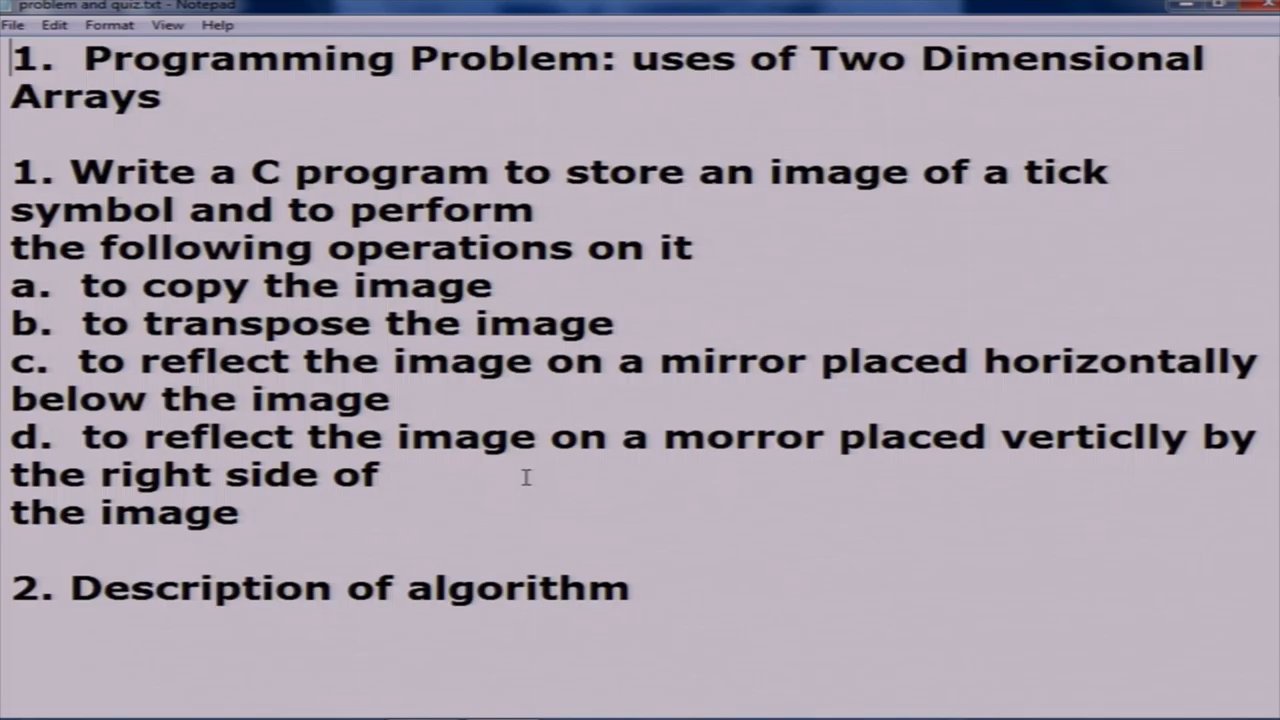 problem and quiz.txt - Notepad
File Edit Format View Help
1. Programming Problem: uses of Two Dimensional
Arrays
1. Write a C program to store an image of a tick
symbol and to perform
the following operations on it
a. to copy the image
b. to transpose the image
c. to reflect the image on a mirror placed horizontally
below the image
d. to reflect the image on a morror placed verticlly by
the right side of
the image
2. Description of algorithm